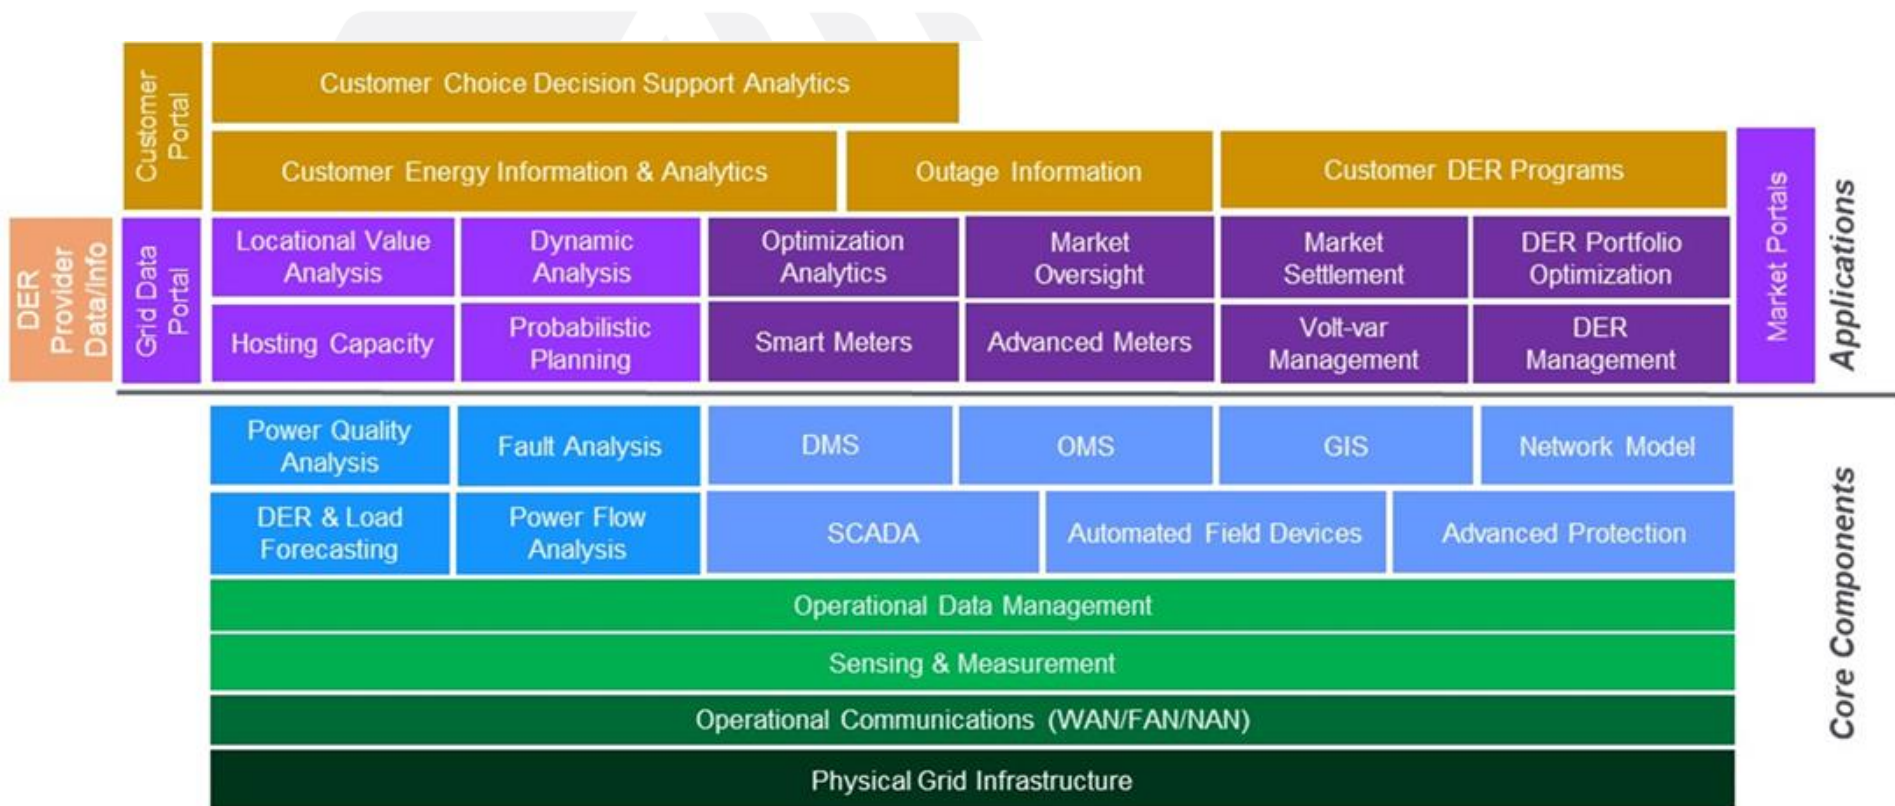 Customer
Portal
Customer Choice Decision Support Analytics
Customer Energy Information & Analytics
Outage Information
Customer DER Programs
DER
Provider
Data/Info
Grid Data
Portal
Locational Value
Analysis
Dynamic
Analysis
Optimization
Analytics
Market
Oversight
Market
Settlement
DER Portfolio
Optimization
Hosting Capacity
Probabilistic
Planning
Smart Meters
Advanced Meters
Volt-var
Management
DER
Management
Market Portals
Applications
Power Quality
Analysis
Fault Analysis
DMS
OMS
GIS
Network Model
DER & Load
Forecasting
Power Flow
Analysis
SCADA
Automated Field Devices
Advanced Protection
Operational Data Management
Sensing & Measurement
Operational Communications (WAN/FAN/NAN)
Physical Grid Infrastructure
Core Components